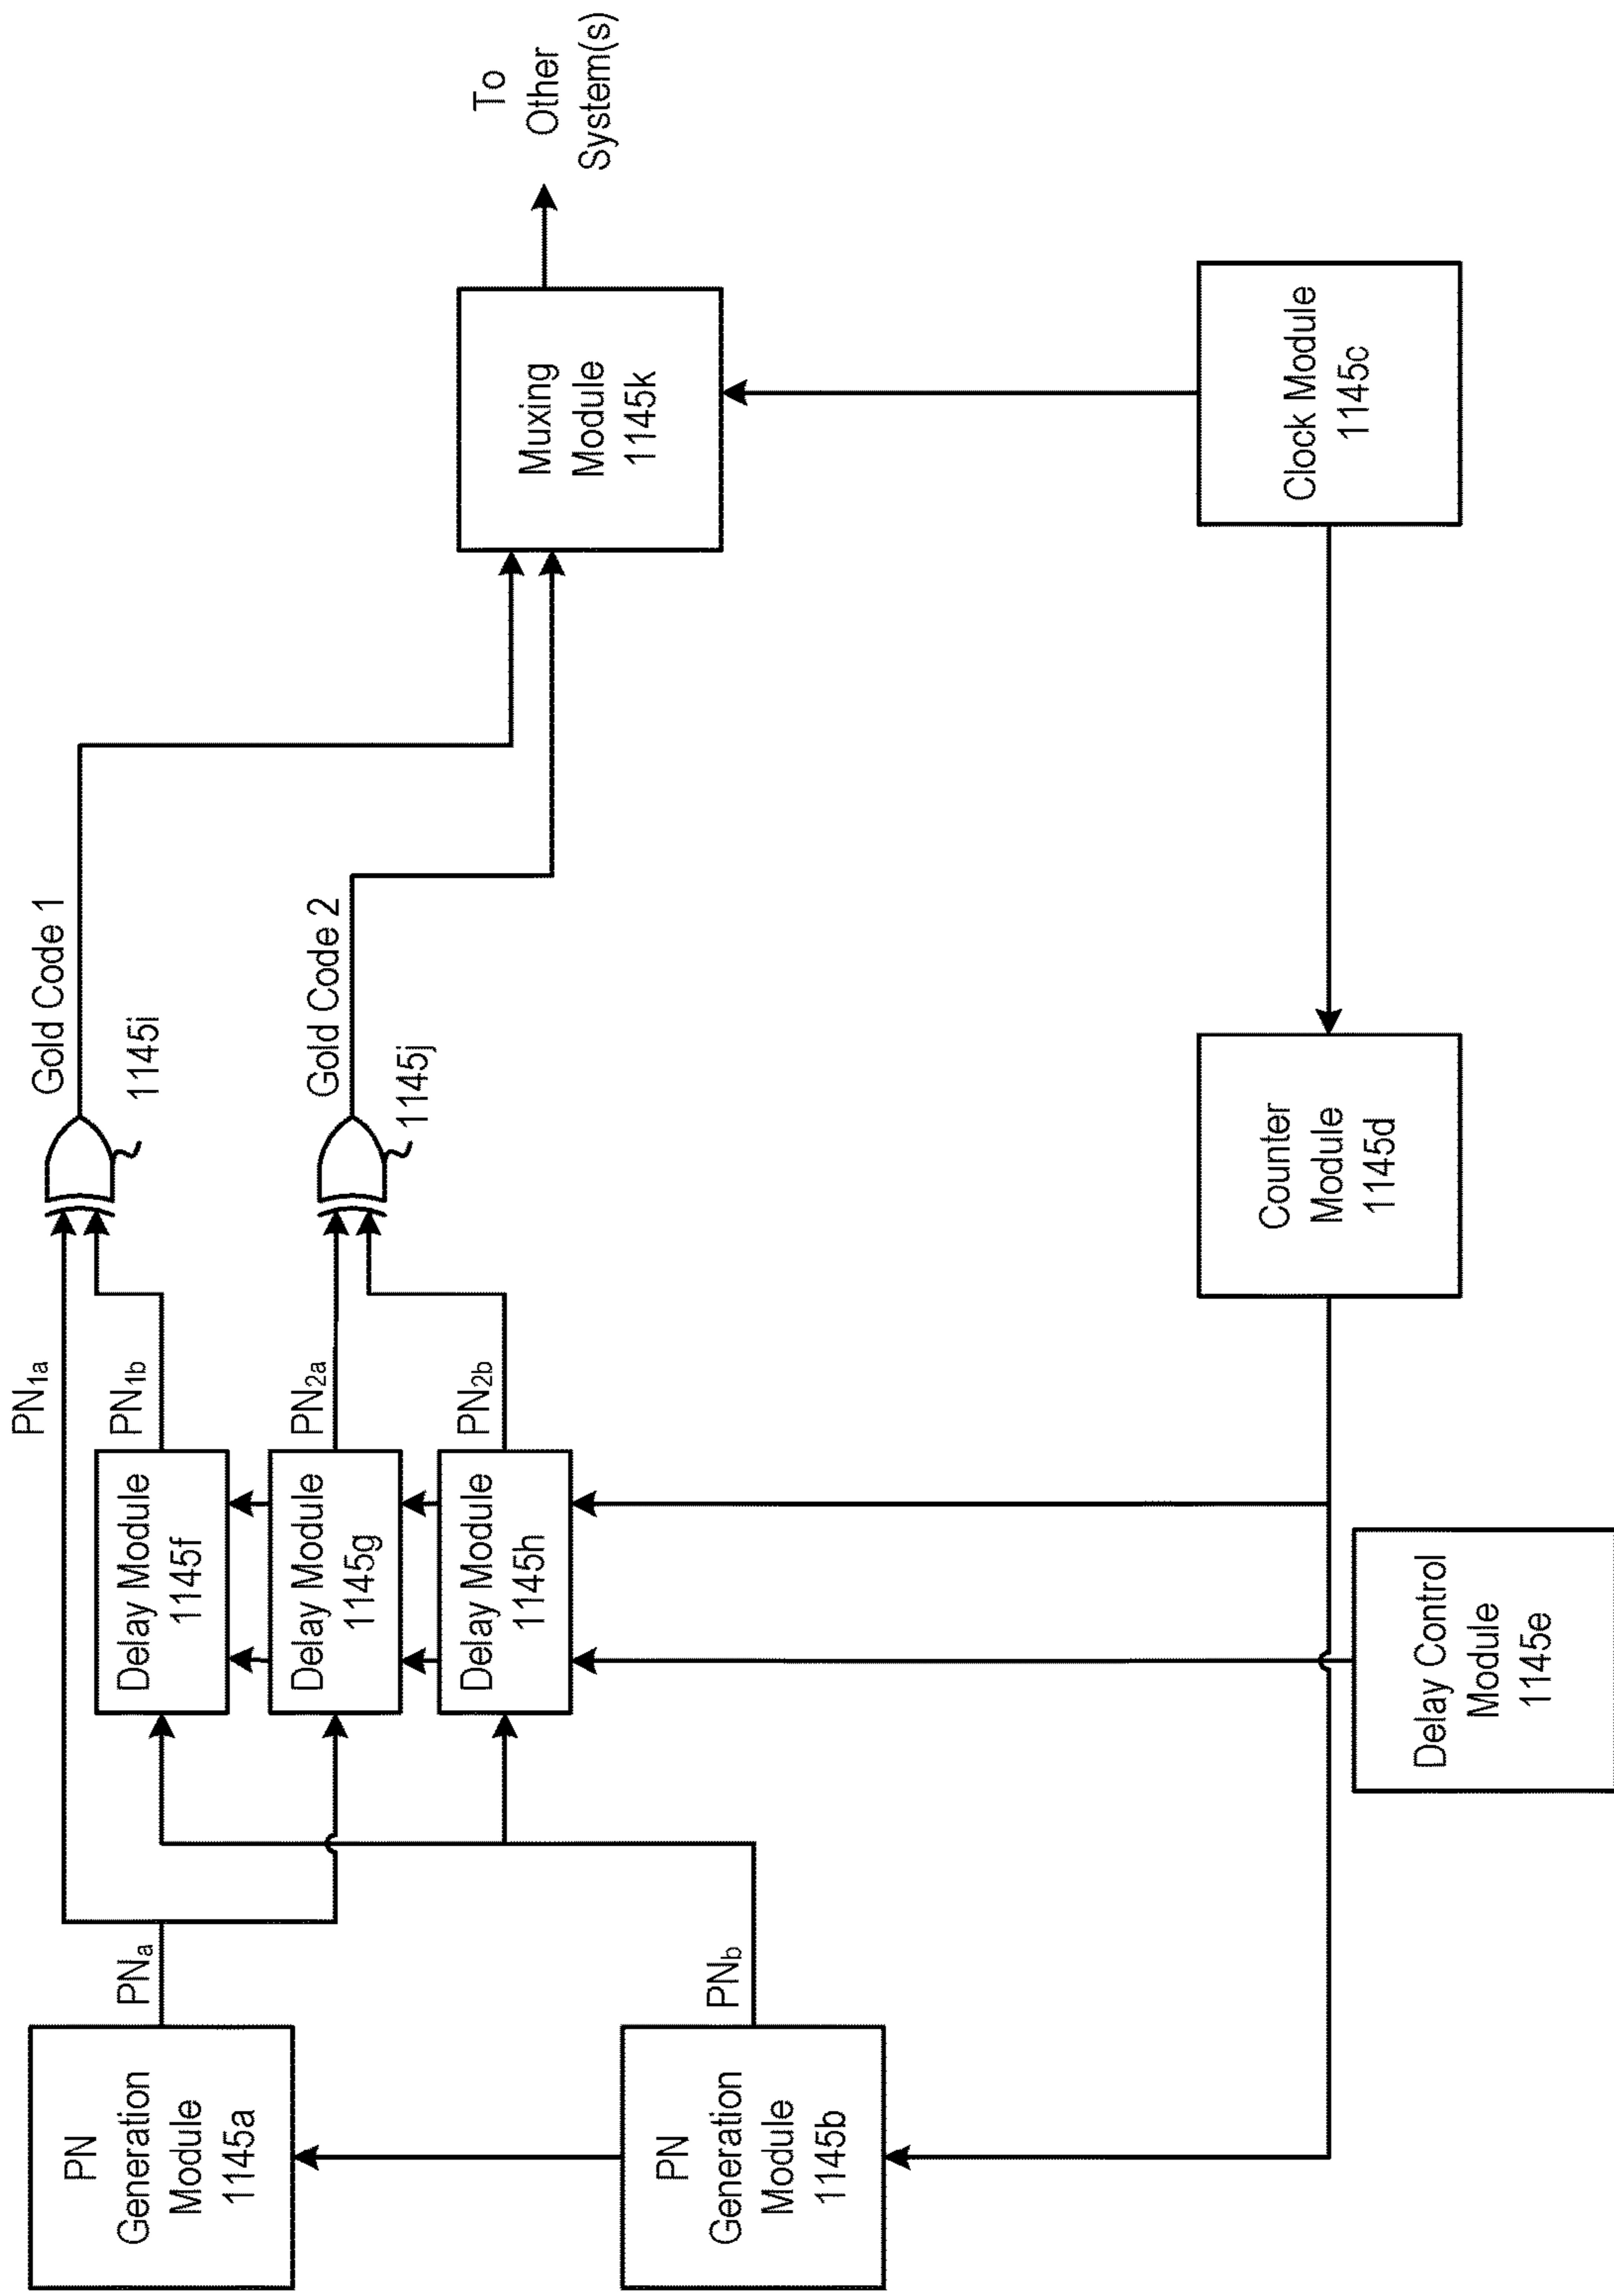 PN
Generation
Module
1145a
PNₐ
PN₁ₐ
Delay Module
1145f
PN1b
Gold Code 1
1145i
Delay Module
1145g
PN₂ₐ
Gold Code 2
1145j
Delay Module
1145h
PN2b
Muxing
Module
1145k
To
Other
System(s)
PN
Generation
Module
1145b
PNb
Delay Control
Module
1145e
Counter
Module
1145d
Clock Module
1145c